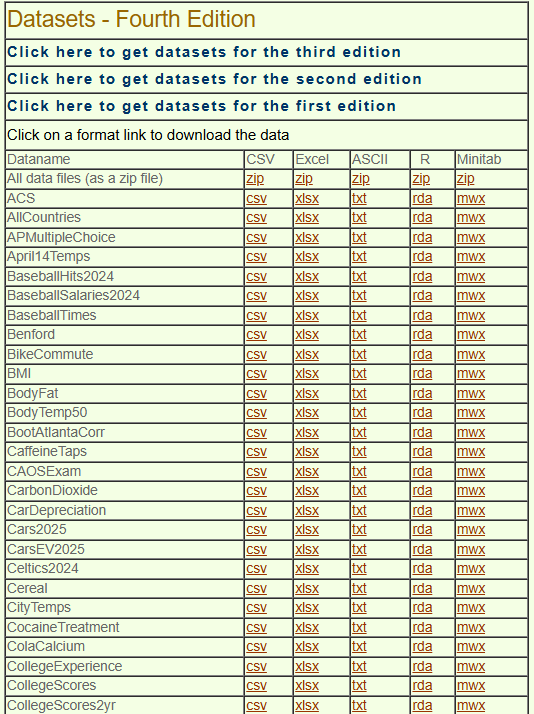 Datasets - Fourth Edition
Click here to get datasets for the third edition
Click here to get datasets for the second edition
Click here to get datasets for the first edition
Click on a format link to download the data
Dataname CSV Excel ASCII R Minitab
All data files (as a zip file) zip zip zip zip zip
ACS csv xlsx txt rda mwx
AllCountries csv xlsx txt rda mwx
APMultipleChoice csv xlsx txt rda mwx
April14Temps csv xlsx txt rda mwx
BaseballHits2024 csv xlsx txt rda mwx
BaseballSalaries2024 csv xlsx txt rda mwx
BaseballTimes csv xlsx txt rda mwx
Benford csv xlsx txt rda mwx
BikeCommute csv xlsx txt rda mwx
BMI csv xlsx txt rda mwx
BodyFat csv xlsx txt rda mwx
BodyTemp50 csv xlsx txt rda mwx
BootAtlantaCorr csv xlsx txt rda mwx
CaffeineTaps csv xlsx txt rda mwx
CAOSExam csv xlsx txt rda mwx
CarbonDioxide csv xlsx txt rda mwx
CarDepreciation csv xlsx txt rda mwx
Cars2025 csv xlsx txt rda mwx
CarsEV2025 csv xlsx txt rda mwx
Celtics2024 csv xlsx txt rda mwx
Cereal csv xlsx txt rda mwx
CityTemps csv xlsx txt rda mwx
CocaineTreatment csv xlsx txt rda mwx
ColaCalcium csv xlsx txt rda mwx
CollegeExperience csv xlsx txt rda mwx
CollegeScores csv xlsx txt rda mwx
CollegeScores2yr csv xlsx txt rda mwx